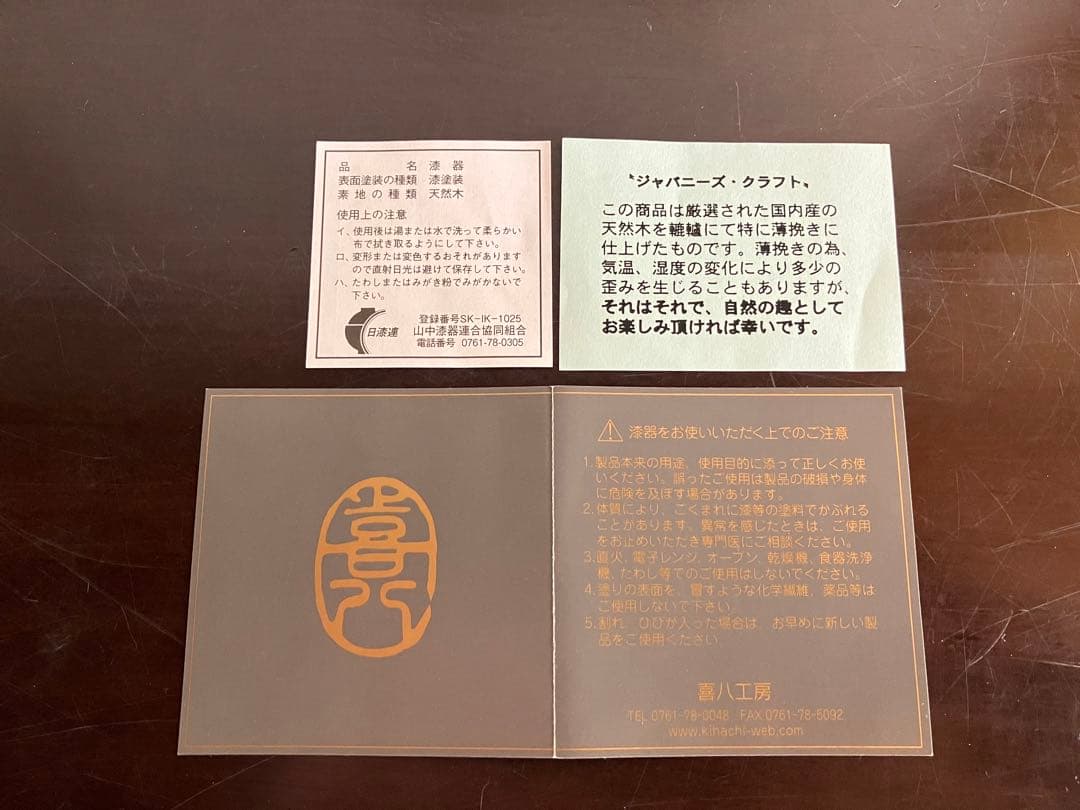 品名 漆器
表面塗装の種類 漆塗装
素地の種類 天然木
使用上の注意
イ、使用後は湯または水で洗って柔らかい
布で拭き取るようにして下さい。
ロ、変形または変色するおそれがあります
ので直射日光は避けて保存して下さい。
ハ、たわしまたはみがき粉でみがかないで
下さい。
日漆連
登録番号SK-IK-1025
山中漆器連合協同組合
電話番号 0761-78-0305
〝ジャパニーズ・クラフト〟
この商品は厳選された国内産の
天然木を轆轤にて特に薄挽きに
仕上げたものです。薄挽きの為、
気温、湿度の変化により多少の
歪みを生じることもありますが、
それはそれで、自然の趣として
お楽しみ頂ければ幸いです。
喜八
⚠ 漆器をお使いいただく上でのご注意
1.製品本来の用途、使用目的に添って正しくお使
いください。誤ったご使用は製品の破損や身体
に危険を及ぼす場合があります。
2.体質により、ごくまれに漆等の塗料でかぶれる
ことがあります。異常を感じたときは、ご使用
をお止めいただき専門医にご相談ください。
3.直火、電子レンジ、オーブン、乾燥機、食器洗浄
機、たわし等でのご使用はしないでください。
4.塗りの表面を、冒すような化学繊維、薬品等は
ご使用しないで下さい。
5.割れ、ひびが入った場合は、お早めに新しい製
品をご使用ください。
喜八工房
TEL 0761-78-0048 FAX 0761-78-5092
www.kihachi-web.com